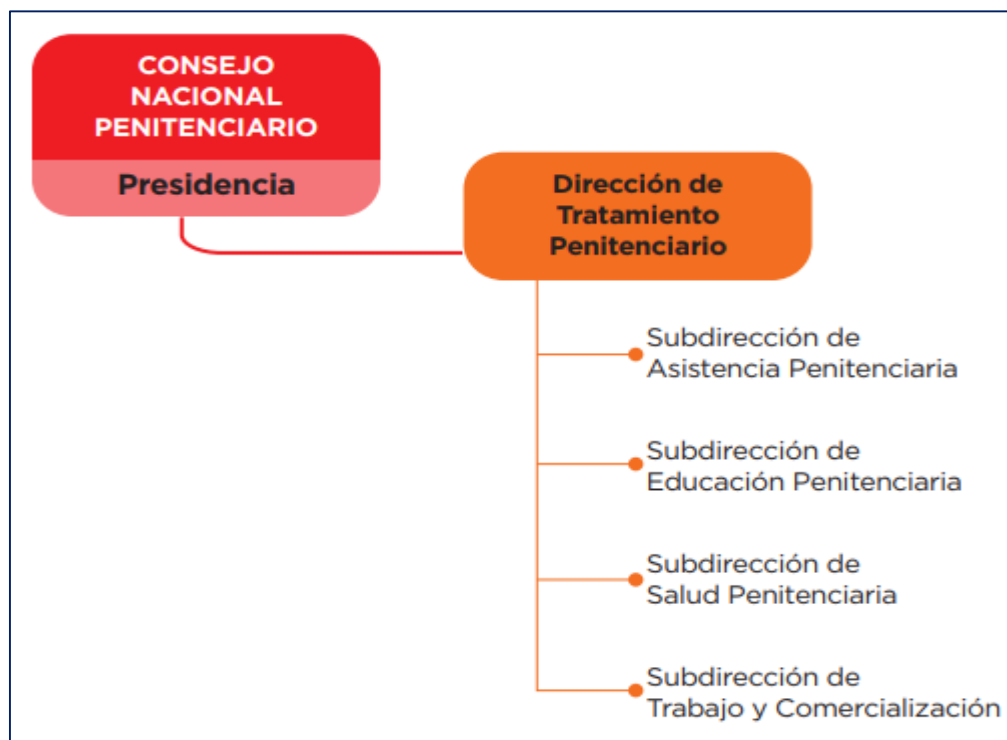 CONSEJO
NACIONAL
PENITENCIARIO
Presidencia
Dirección de
Tratamiento
Penitenciario
Subdirección de
Asistencia Penitenciaria
Subdirección de
Educación Penitenciaria
Subdirección de
Salud Penitenciaria
Subdirección de
Trabajo y Comercialización